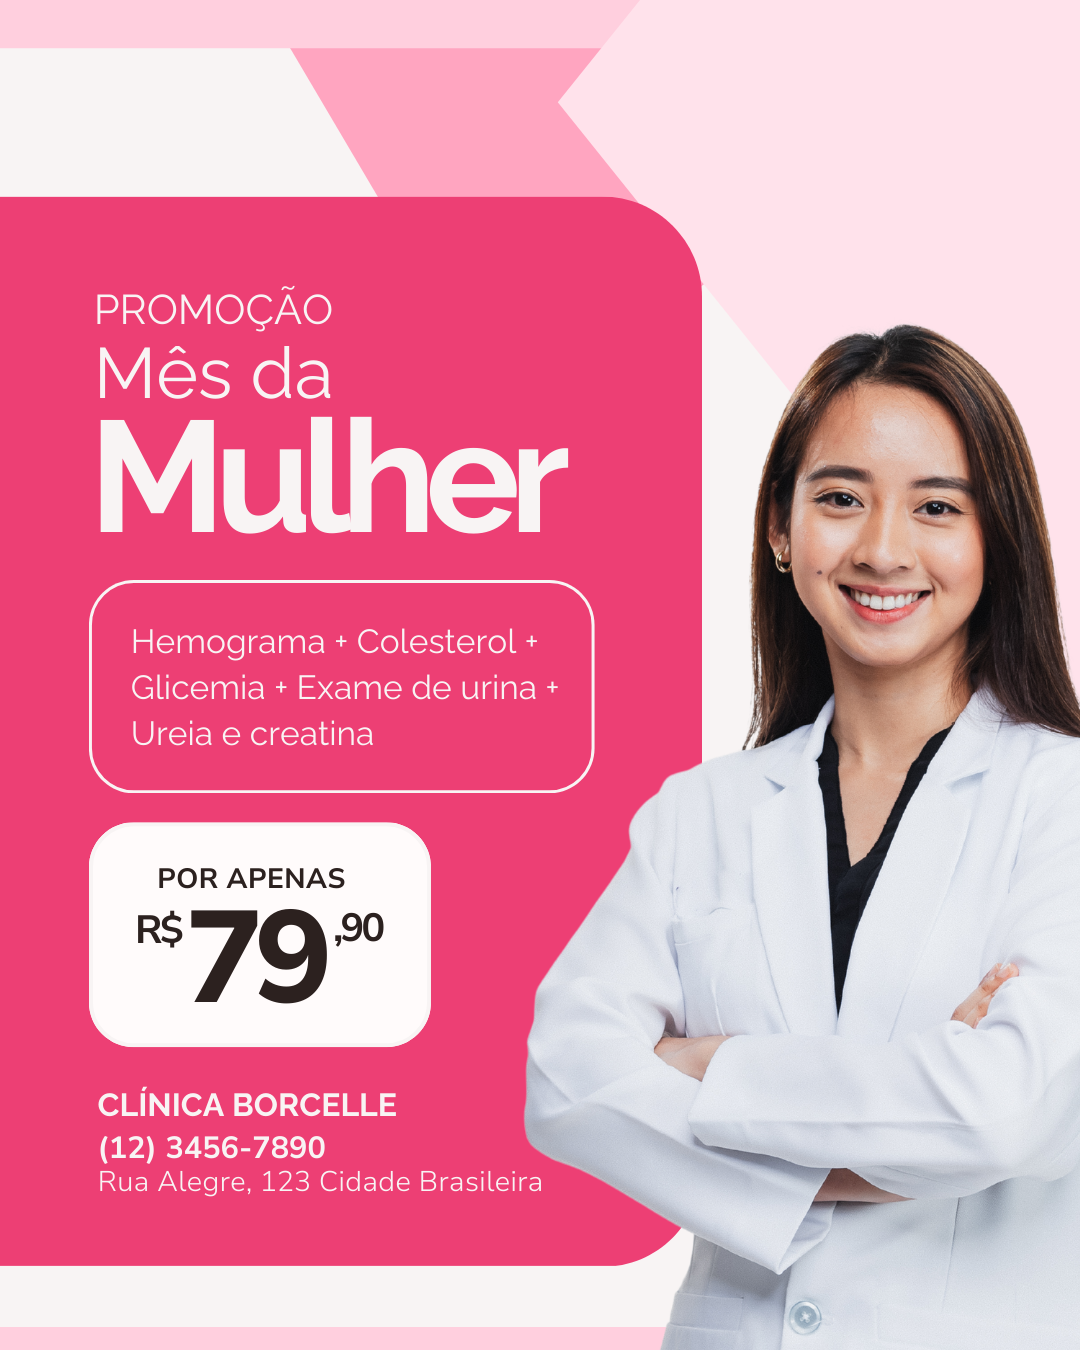 PROMOÇÃO
Mês da
Mulher
Hemograma + Colesterol +
Glicemia + Exame de urina +
Ureia e creatina
POR APENAS
R$79,90
CLÍNICA BORCELLE
(12) 3456-7890
Rua Alegre, 123 Cidade Brasileira